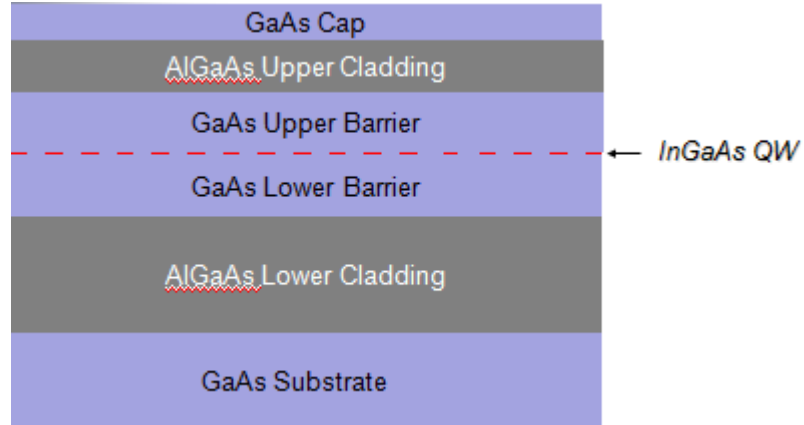 GaAs Cap
AlGaAs Upper Cladding
GaAs Upper Barrier
InGaAs QW
GaAs Lower Barrier
AlGaAs Lower Cladding
GaAs Substrate